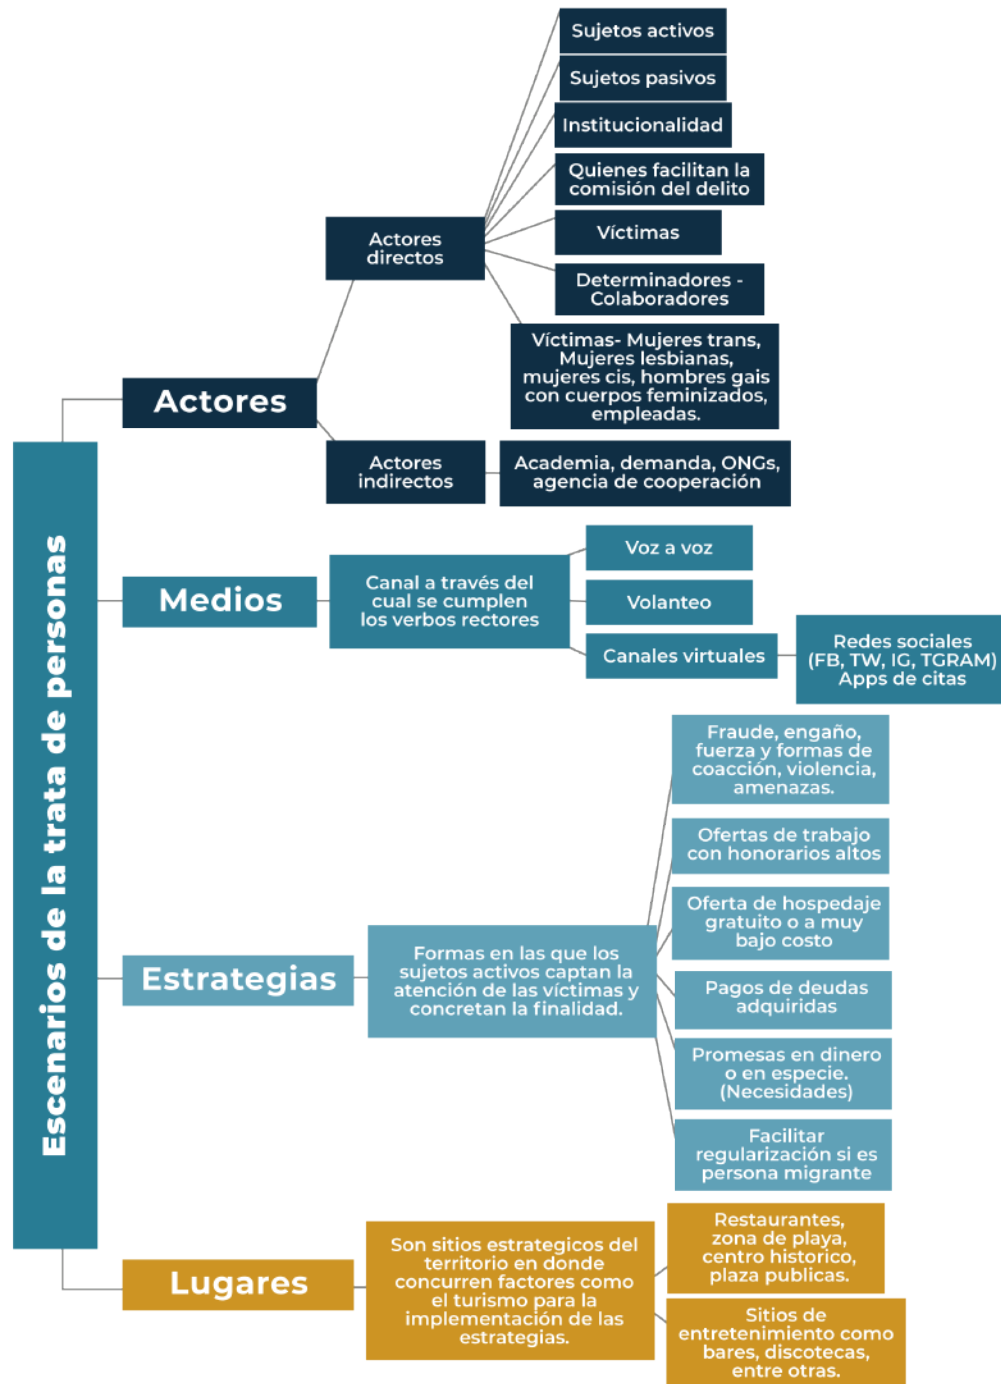 Escenarios de la trata de personas
Actores
Actores
directos
Sujetos activos
Sujetos pasivos
Institucionalidad
Quienes facilitan la
comisión del delito
Víctimas
Determinadores -
Colaboradores
Víctimas- Mujeres trans,
Mujeres lesbianas,
mujeres cis, hombres gais
con cuerpos feminizados,
empleadas.
Actores
indirectos
Academia, demanda, ONGs,
agencia de cooperación
Medios
Canal a través del
cual se cumplen
los verbos rectores
Voz a voz
Volanteo
Canales virtuales
Redes sociales
(FB, TW, IG, TGRAM)
Apps de citas
Estrategias
Formas en las que los
sujetos activos captan la
atención de las víctimas y
concretan la finalidad.
Fraude, engaño,
fuerza y formas de
coacción, violencia,
amenazas.
Ofertas de trabajo
con honorarios altos
Oferta de hospedaje
gratuito o a muy
bajo costo
Pagos de deudas
adquiridas
Promesas en dinero
o en especie.
(Necesidades)
Facilitar
regularización si es
persona migrante
Lugares
Son sitios estrategicos del
territorio en donde
concurren factores como
el turismo para la
implementación de las
estrategias.
Restaurantes,
zona de playa,
centro historico,
plaza publicas.
Sitios de
entretenimiento como
bares, discotecas,
entre otras.